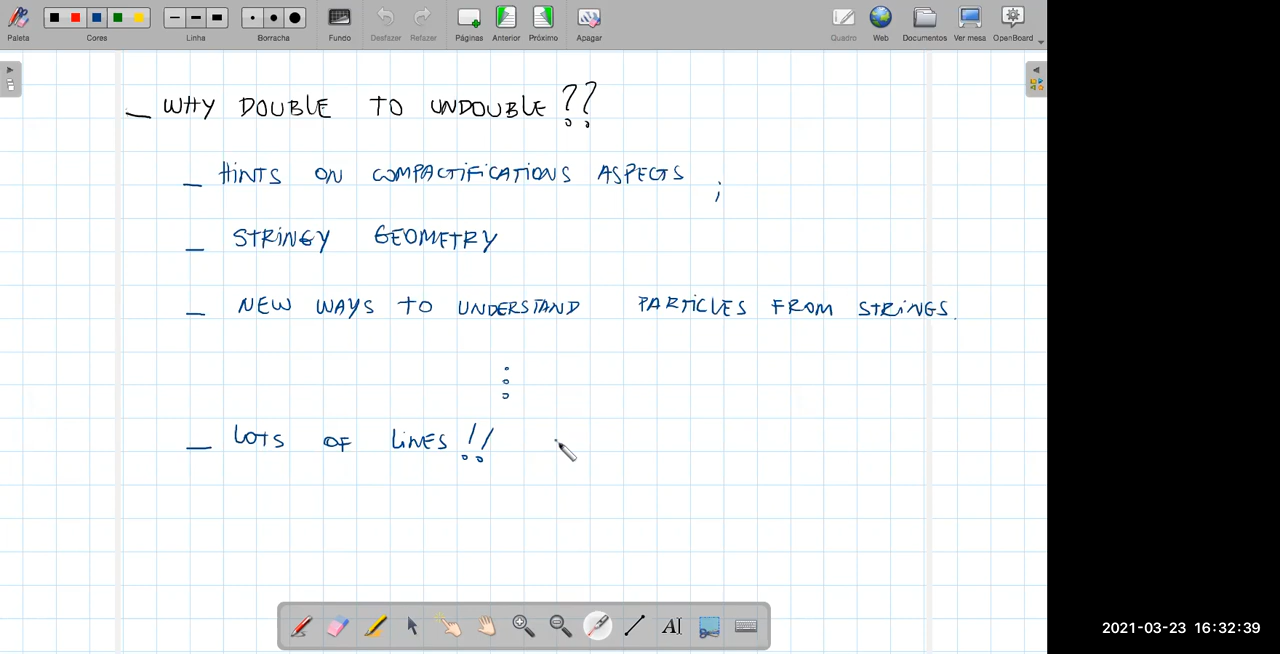 Paleta Cores Linha Borracha Fundo Desfazer Refazer Páginas Anterior Próximo Apagar Quadro Web Documentos Ver mesa OpenBoard
_ WHY DOUBLE TO UNDOUBLE ??
_ HINTS ON COMPACTIFICATIONS ASPECTS ;
_ STRINGY GEOMETRY
_ NEW WAYS TO UNDERSTAND PARTICLES FROM STRINGS.
⋮
_ LOTS OF LINES !!
AI
2021-03-23 16:32:39